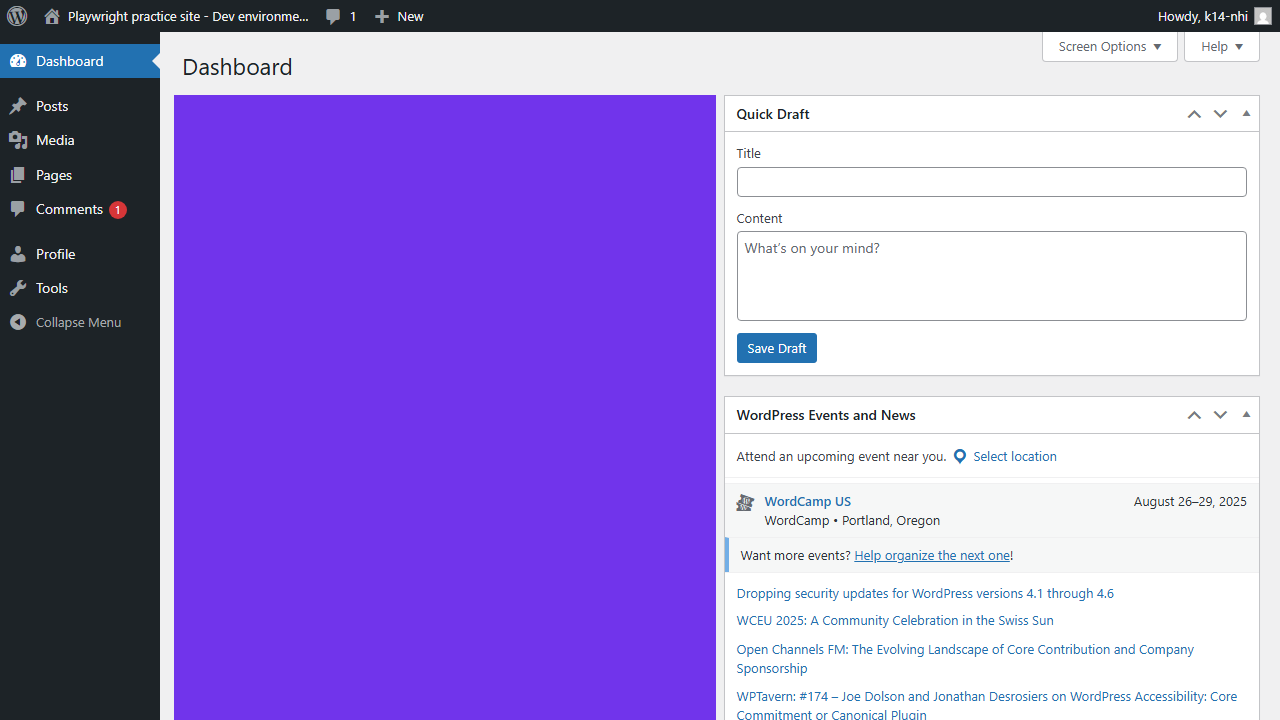 Playwright practice site - Dev environme...
1
New
Howdy, k14-nhi
Dashboard
Posts
Media
Pages
Comments 1
Profile
Tools
Collapse Menu
Screen Options
Help
Dashboard
Quick Draft
Title
Content
What's on your mind?
Save Draft
WordPress Events and News
Attend an upcoming event near you. Select location
WordCamp US
August 26–29, 2025
WordCamp • Portland, Oregon
Want more events? Help organize the next one!
Dropping security updates for WordPress versions 4.1 through 4.6
WCEU 2025: A Community Celebration in the Swiss Sun
Open Channels FM: The Evolving Landscape of Core Contribution and Company
Sponsorship
WPTavern: #174 – Joe Dolson and Jonathan Desrosiers on WordPress Accessibility: Core
Commitment or Canonical Plugin